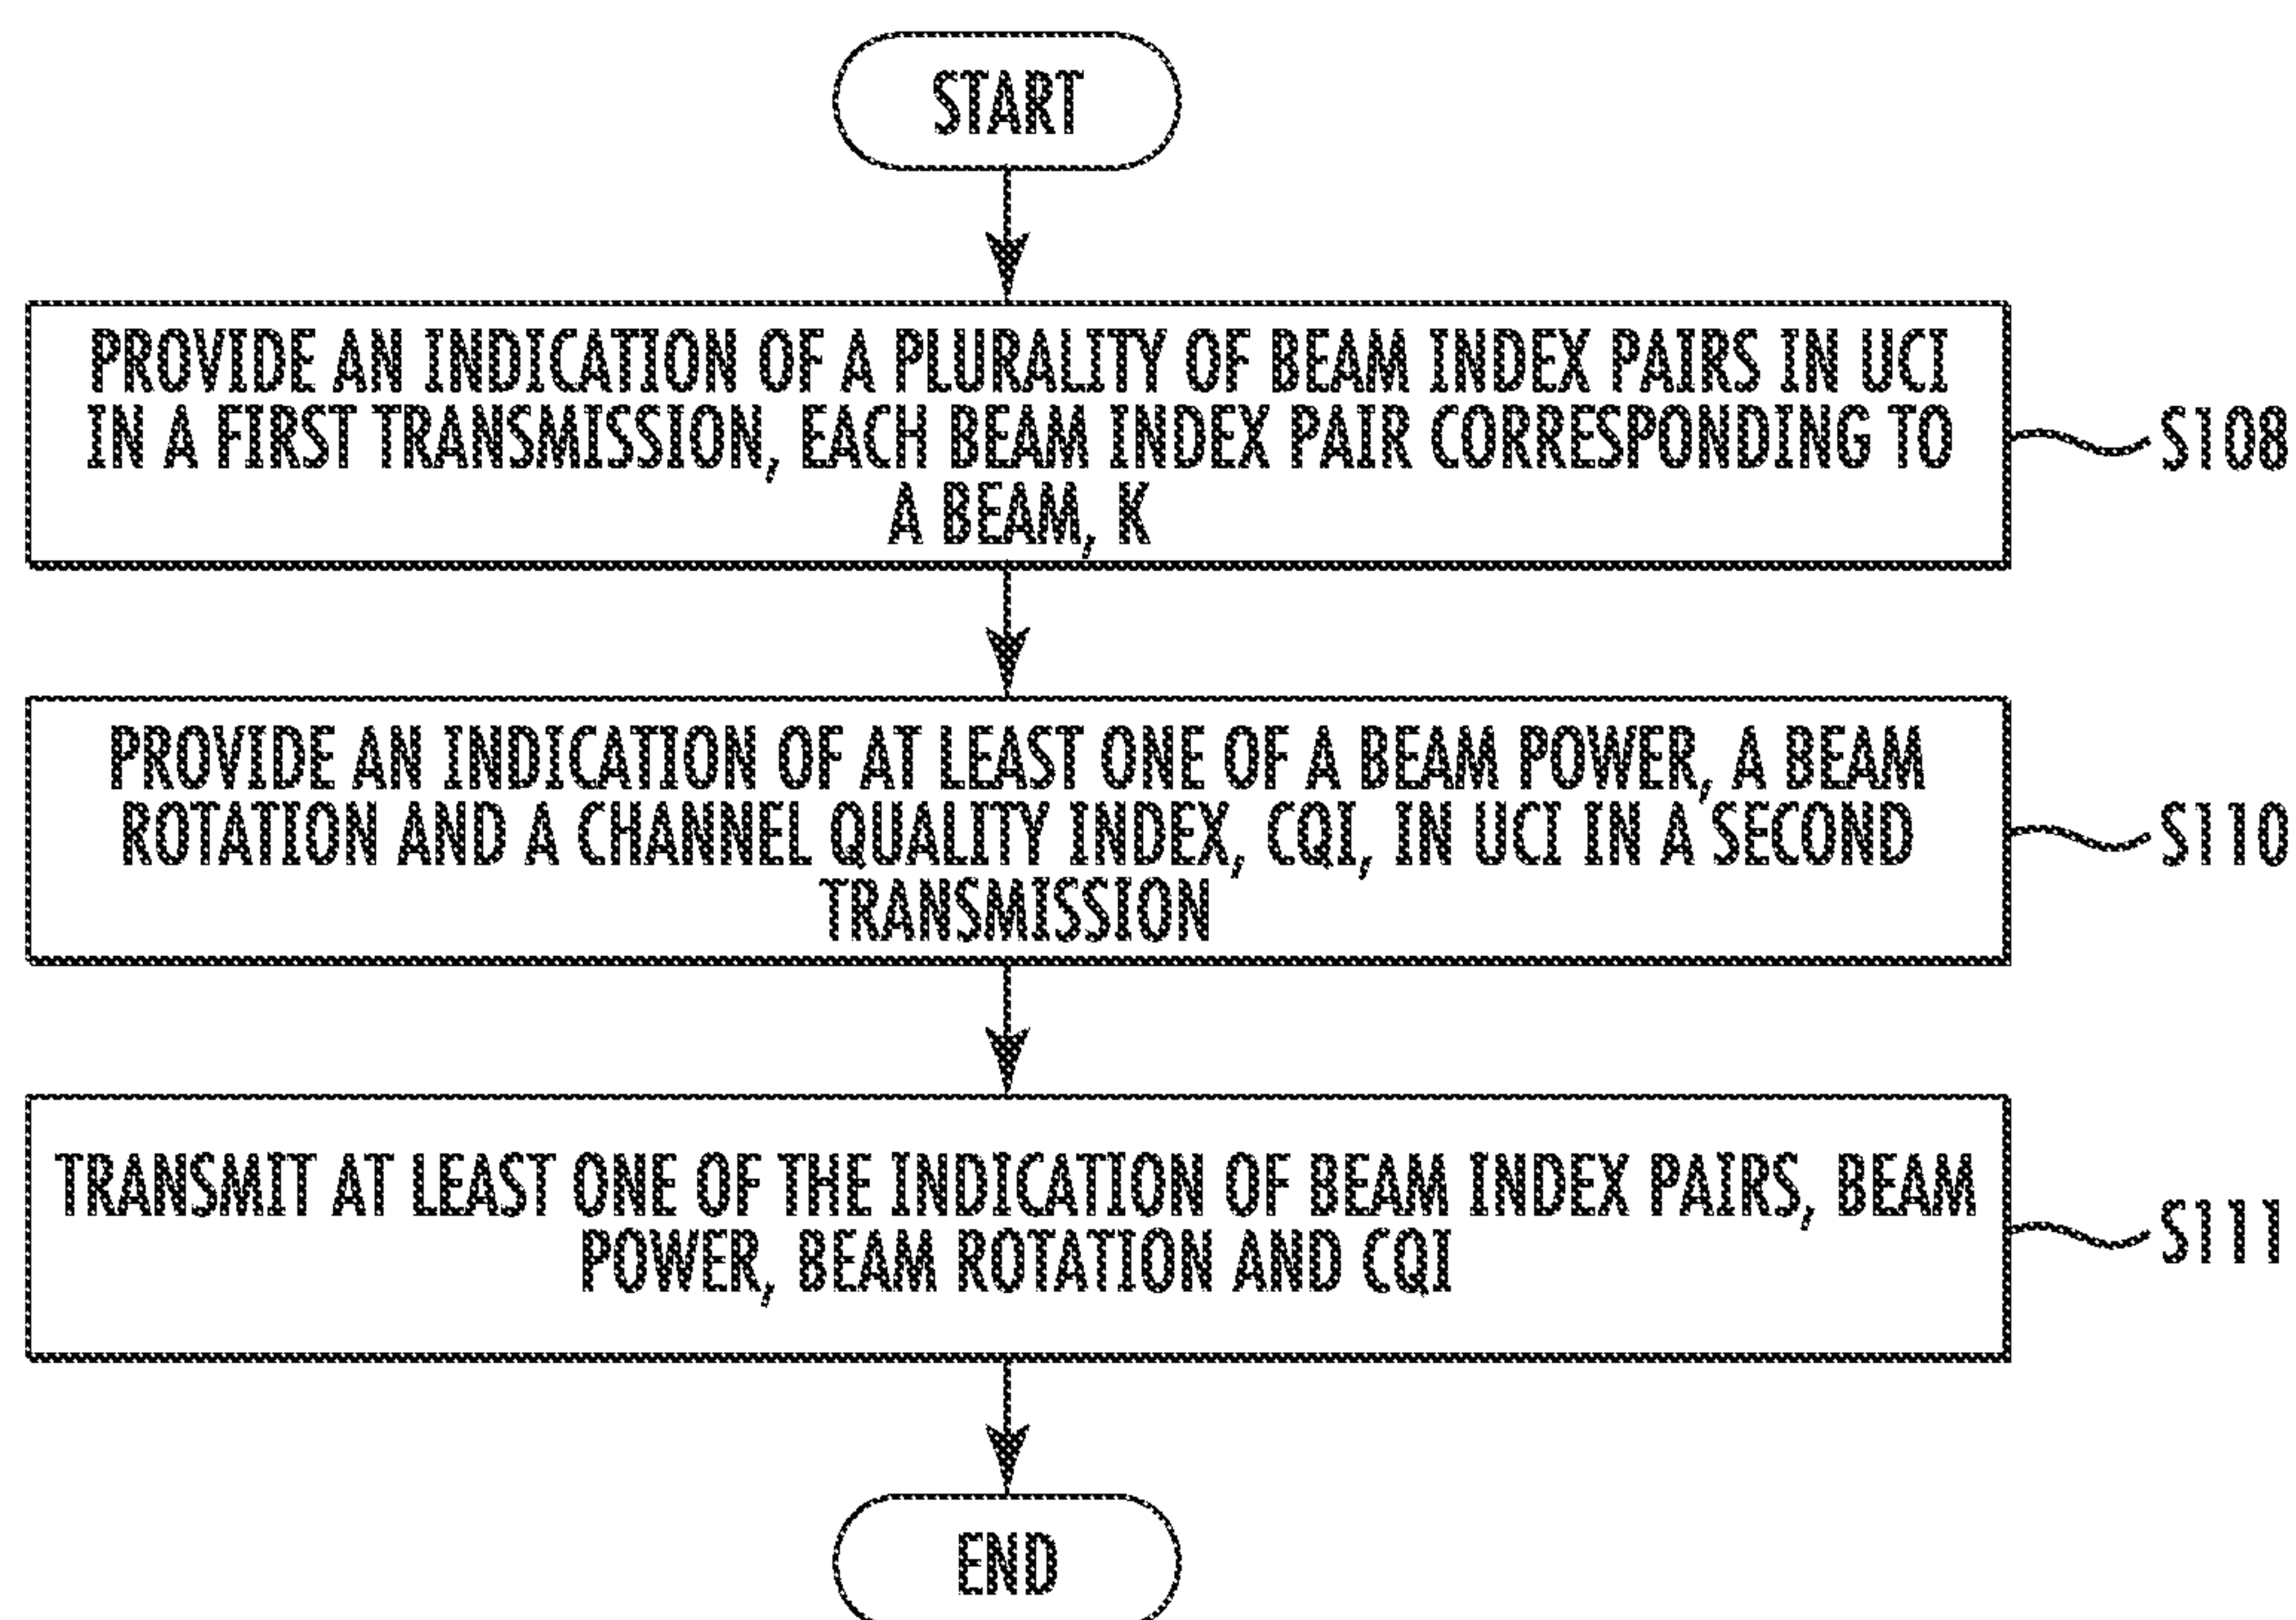 START
PROVIDE AN INDICATION OF A PLURALITY OF BEAM INDEX PAIRS IN UCI
IN A FIRST TRANSMISSION, EACH BEAM INDEX PAIR CORRESPONDING TO
A BEAM, K
S108
PROVIDE AN INDICATION OF AT LEAST ONE OF A BEAM POWER, A BEAM
ROTATION AND A CHANNEL QUALITY INDEX, CQI, IN UCI IN A SECOND
TRANSMISSION
S110
TRANSMIT AT LEAST ONE OF THE INDICATION OF BEAM INDEX PAIRS, BEAM
POWER, BEAM ROTATION AND CQI
S111
END